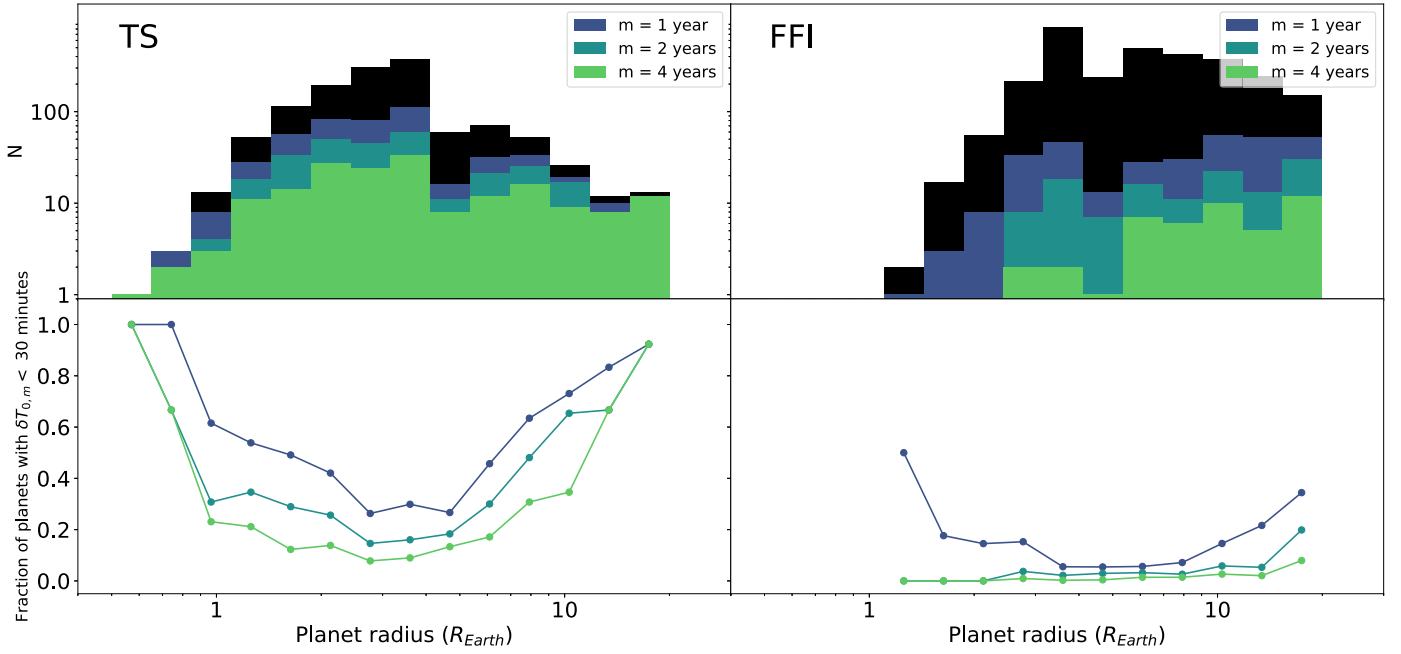 TS
m = 1 year
m = 2 years
m = 4 years
FFI
m = 1 year
m = 2 years
m = 4 years
N
100
10
1
Fraction of planets with δT₀,ₘ < 30 minutes
1.0
0.8
0.6
0.4
0.2
0.0
1
10
1
10
Planet radius (R_Earth)
Planet radius (R_Earth)